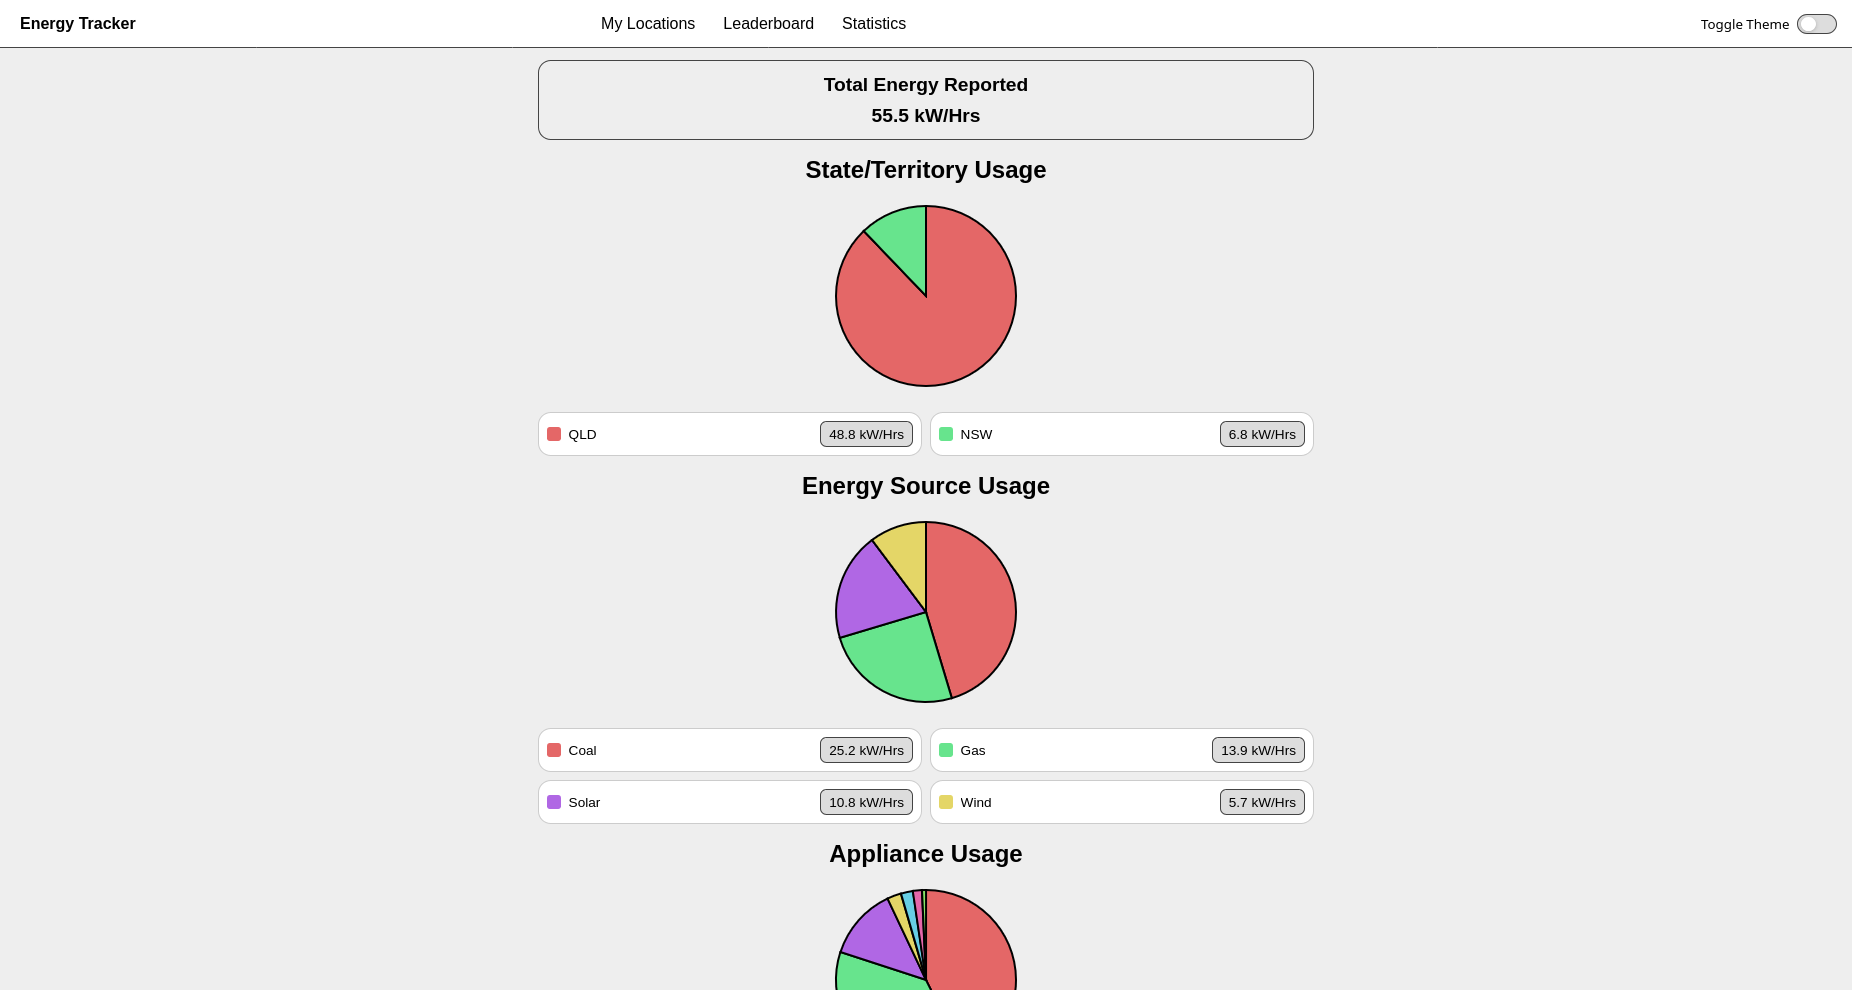 Energy Tracker
My Locations
Leaderboard
Statistics
Toggle Theme
Total Energy Reported
55.5 kW/Hrs
State/Territory Usage
QLD
48.8 kW/Hrs
NSW
6.8 kW/Hrs
Energy Source Usage
Coal
25.2 kW/Hrs
Gas
13.9 kW/Hrs
Solar
10.8 kW/Hrs
Wind
5.7 kW/Hrs
Appliance Usage